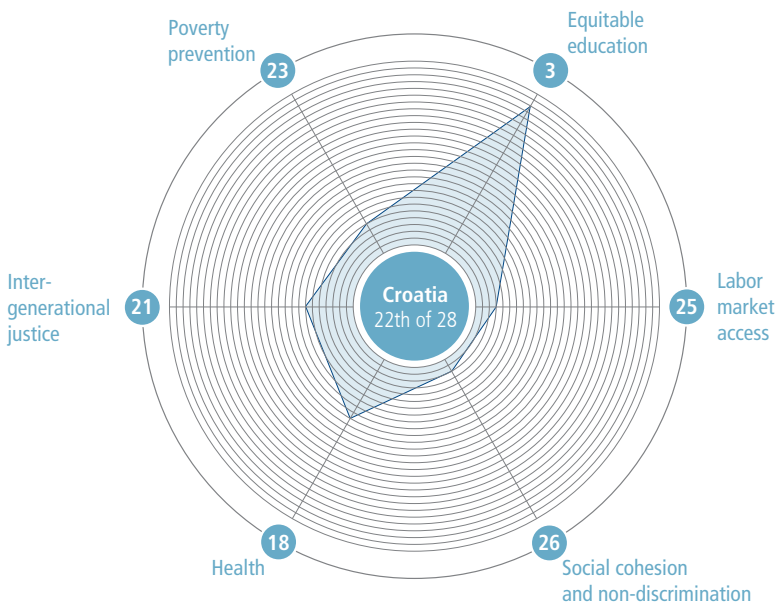 Poverty
prevention
23
Equitable
education
3
Inter-
generational
justice
21
Croatia
22th of 28
25
Labor
market
access
18
Health
26
Social cohesion
and non-discrimination